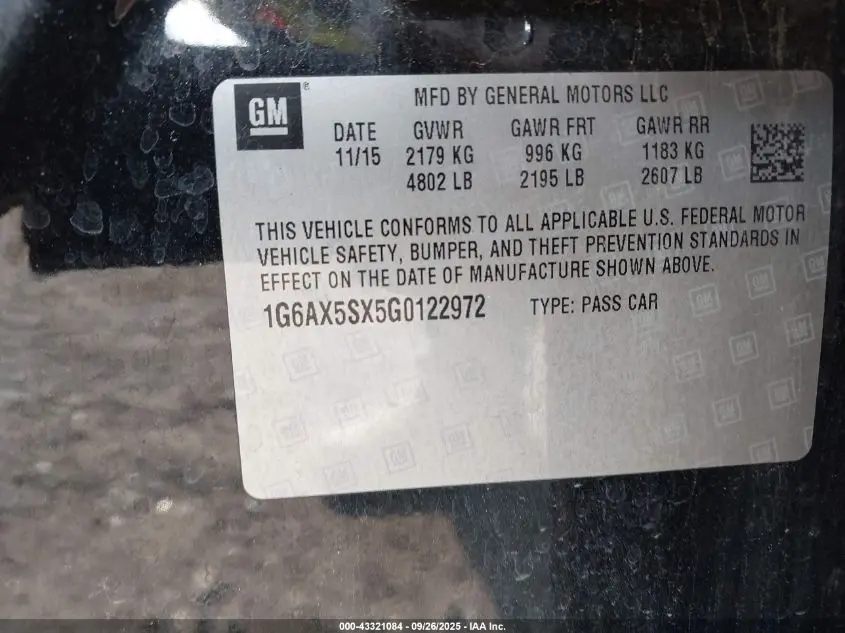 GM
®
MFD BY GENERAL MOTORS LLC
DATE GVWR GAWR FRT GAWR RR
11/15 2179 KG 996 KG 1183 KG
4802 LB 2195 LB 2607 LB
THIS VEHICLE CONFORMS TO ALL APPLICABLE U.S. FEDERAL MOTOR
VEHICLE SAFETY, BUMPER, AND THEFT PREVENTION STANDARDS IN
EFFECT ON THE DATE OF MANUFACTURE SHOWN ABOVE.
1G6AX5SX5G0122972 TYPE: PASS CAR
000-43321084 - 09/26/2025 - IAA Inc.